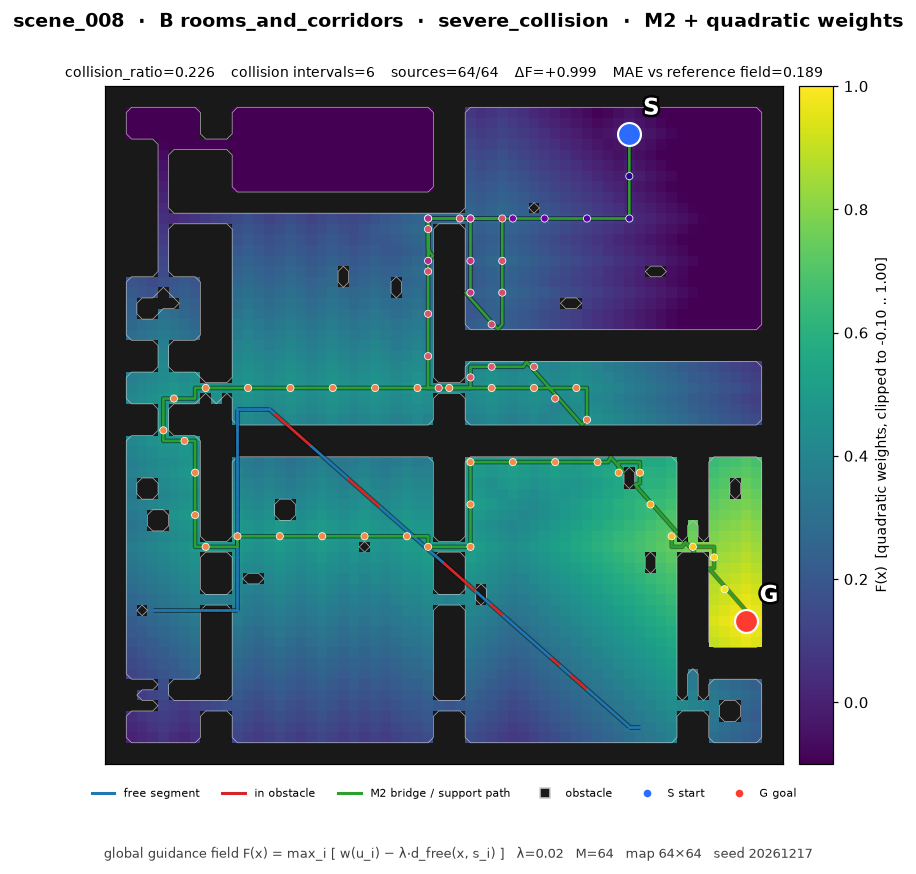 scene_008 · B rooms_and_corridors · severe_collision · M2 + quadratic weights
collision_ratio=0.226 collision intervals=6 sources=64/64 ΔF=+0.999 MAE vs reference field=0.189
S
G
1.0
0.8
0.6
0.4
0.2
0.0
F(x) [quadratic weights, clipped to -0.10 .. 1.00]
free segment in obstacle M2 bridge / support path obstacle S start G goal
global guidance field F(x) = max_i [ w(u_i) − λ·d_free(x, s_i) ] λ=0.02 M=64 map 64×64 seed 20261217